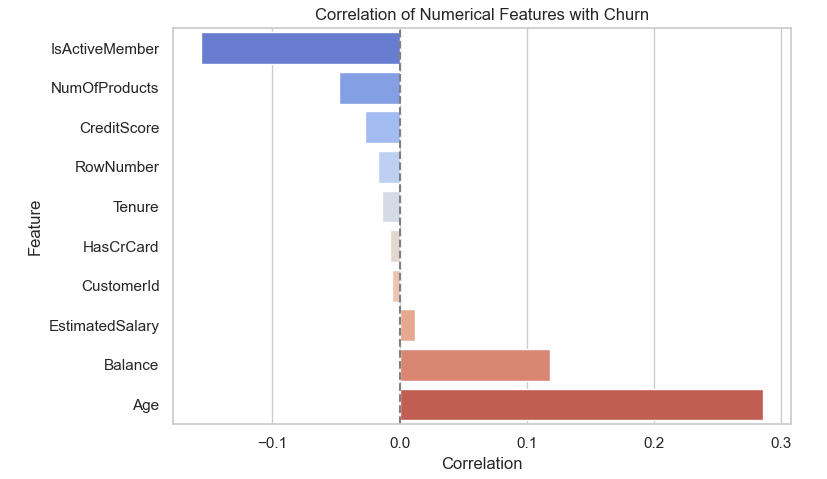 Correlation of Numerical Features with Churn
IsActiveMember
NumOfProducts
CreditScore
RowNumber
Tenure
HasCrCard
CustomerId
EstimatedSalary
Balance
Age
Feature
−0.1 0.0 0.1 0.2 0.3
Correlation